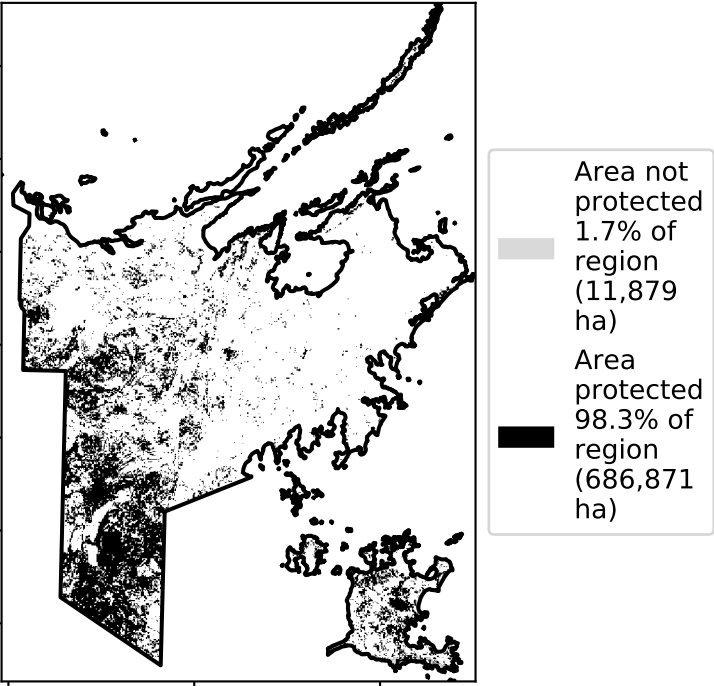 Area not
protected
1.7% of
region
(11,879
ha)
Area
protected
98.3% of
region
(686,871
ha)